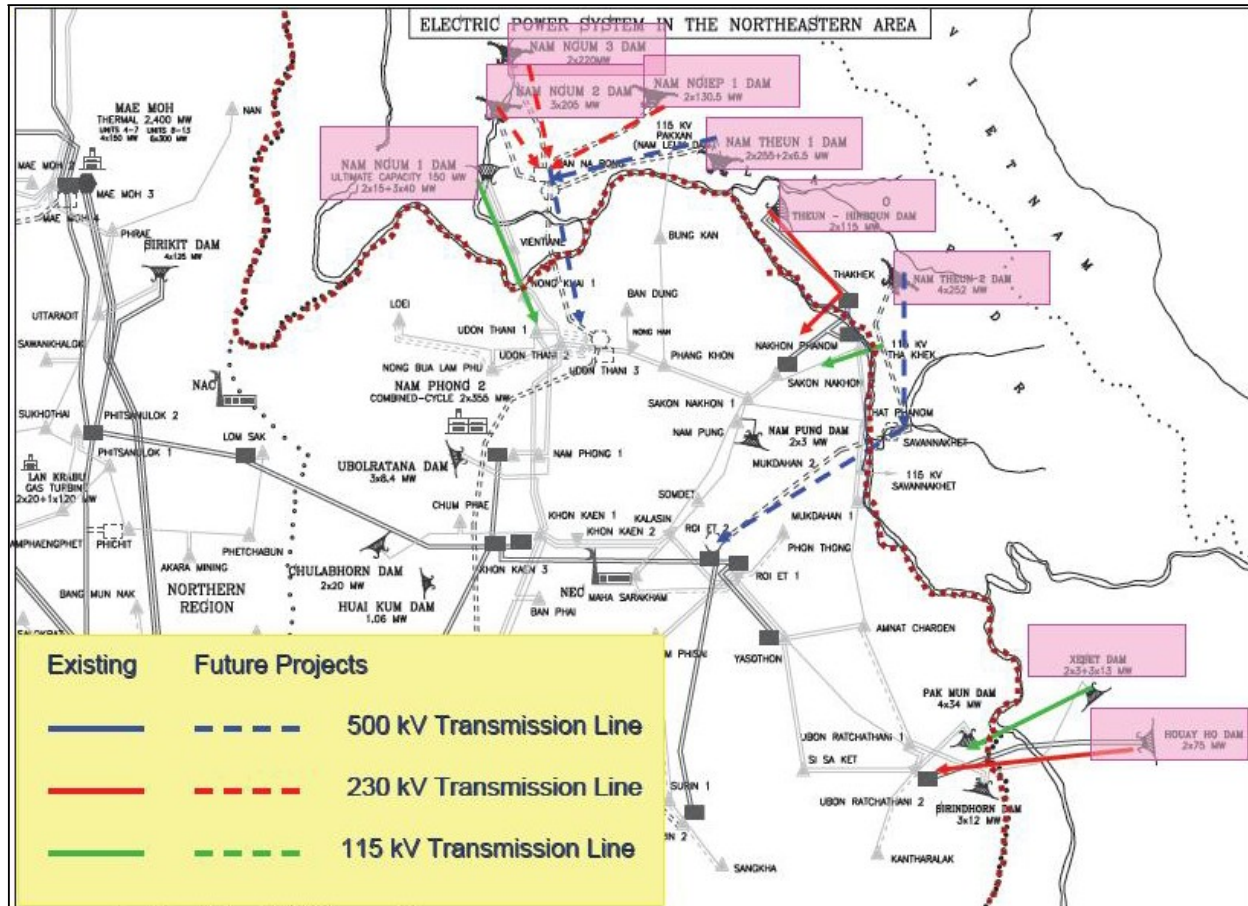 ELECTRIC POWER SYSTEM IN THE NORTHEASTERN AREA
NAM NGUM 3 DAM
2x220MW
NAM NGUM 2 DAM
3x205 MW
NAM NGIEP 1 DAM
2x130.5 MW
115 KV
PAKXAN
NAM THEUN 1 DAM
2x255+2x6.5 MW
NAM NGUM 1 DAM
ULTIMATE CAPACITY 150 MW
2x15+3x40 MW
MAE MOH
THERMAL 2,400 MW
UNITS 4-7 UNITS 8-13
4x150 MW 6x300 MW
NAN
MAE MOH 2
MAE MOH 3
MAE MOH 4
PHRAE
SIRIKIT DAM
4x125 MW
VIETNAM
THEUN - HINBOUN DAM
2x115 MW
THAKHEK
NAM THEUN-2 DAM
4x252 MW
L
P
D
R
VIENTIANE
BUNG KAN
NONG KHAI 1
BAN DUNG
LOEI
UDON THANI 1
NONG HAN
UDON THANI 2
UDON THANI 3
PHANG KHON
NAKHON PHANOM
115 KV
THA KHEK
SAKON NAKHON
NONG BUA LAM PHU
UTTARADIT
SAWANKHALOK
NAM PHONG 2
COMBINED-CYCLE 2x355 MW
SAKON NAKHON 1
THAT PHANOM
SAVANNAKHET
NAM PUNG
NAM PUNG DAM
2x3 MW
MUKDAHAN 2
SUKHOTHAI
PHITSANULOK 2
PHITSANULOK 1
LOM SAK
UBOLRATANA DAM
3x8.4 MW
NAM PHONG 1
115 KV
SAVANNAKHET
LAN KRABU
GAS TURBINE
2x20+1x120 MW
CHUM PHAE
SOMDET
MUKDAHAN 1
KHON KAEN 1
KHON KAEN 2
KALASIN
ROI ET 2
PHON THONG
PHICHIT
AKARA MINING
PHETCHABUN
CHULABHORN DAM
2x20 MW
KHON KAEN 3
ROI ET 1
NORTHERN
REGION
BANG MUN NAK
HUAI KUM DAM
1.06 MW
NEC
MAHA SARAKHAM
BAN PHAI
AMNAT CHAROEN
YASOTHON
XESET DAM
2x3+3x13 MW
PAK MUN DAM
4x34 MW
HOUAY HO DAM
2x75 MW
UBON RATCHATHANI 1
SI SA KET
UBON RATCHATHANI 2
SIRINDHORN DAM
3x12 MW
SURIN 1
SANGKHA
KANTHARALAK
Existing Future Projects
500 kV Transmission Line
230 kV Transmission Line
115 kV Transmission Line